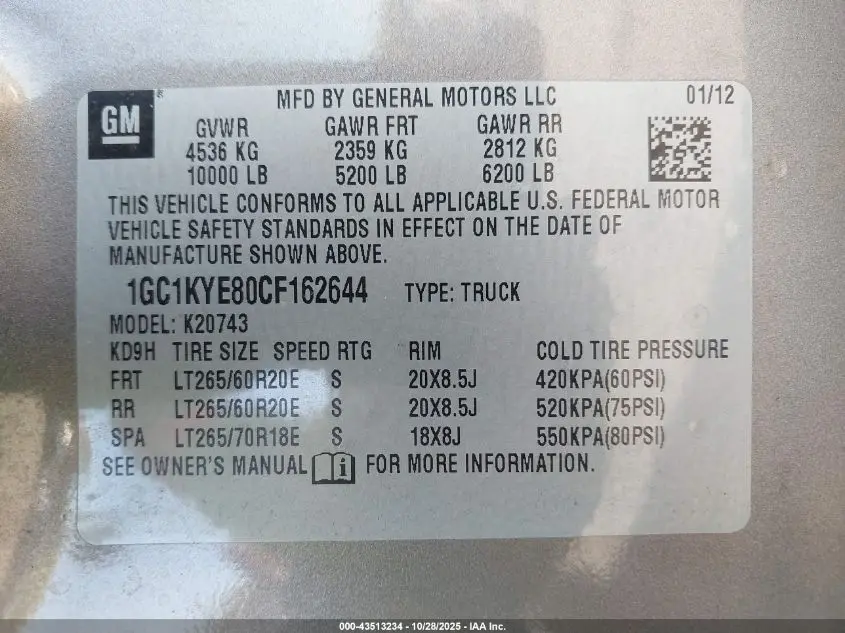 GM ® MFD BY GENERAL MOTORS LLC 01/12
GVWR GAWR FRT GAWR RR
4536 KG 2359 KG 2812 KG
10000 LB 5200 LB 6200 LB
THIS VEHICLE CONFORMS TO ALL APPLICABLE U.S. FEDERAL MOTOR
VEHICLE SAFETY STANDARDS IN EFFECT ON THE DATE OF
MANUFACTURE SHOWN ABOVE.
1GC1KYE80CF162644 TYPE: TRUCK
MODEL: K20743
KD9H TIRE SIZE SPEED RTG RIM COLD TIRE PRESSURE
FRT LT265/60R20E S 20X8.5J 420KPA(60PSI)
RR LT265/60R20E S 20X8.5J 520KPA(75PSI)
SPA LT265/70R18E S 18X8J 550KPA(80PSI)
SEE OWNER'S MANUAL i FOR MORE INFORMATION.
000-43513234 - 10/28/2025 - IAA Inc.